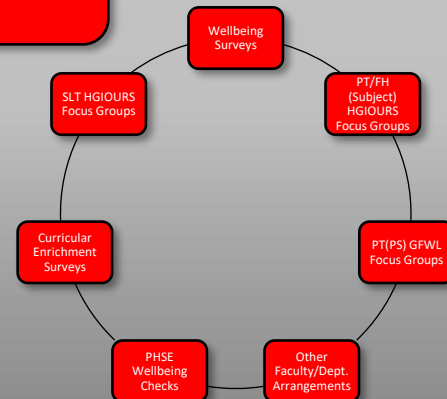 Wellbeing
Surveys
PT/FH
(Subject)
HGIOURS
Focus Groups
PT(PS) GFWL
Focus Groups
Other
Faculty/Dept.
Arrangements
PHSE
Wellbeing
Checks
Curricular
Enrichment
Surveys
SLT HGIOURS
Focus Groups